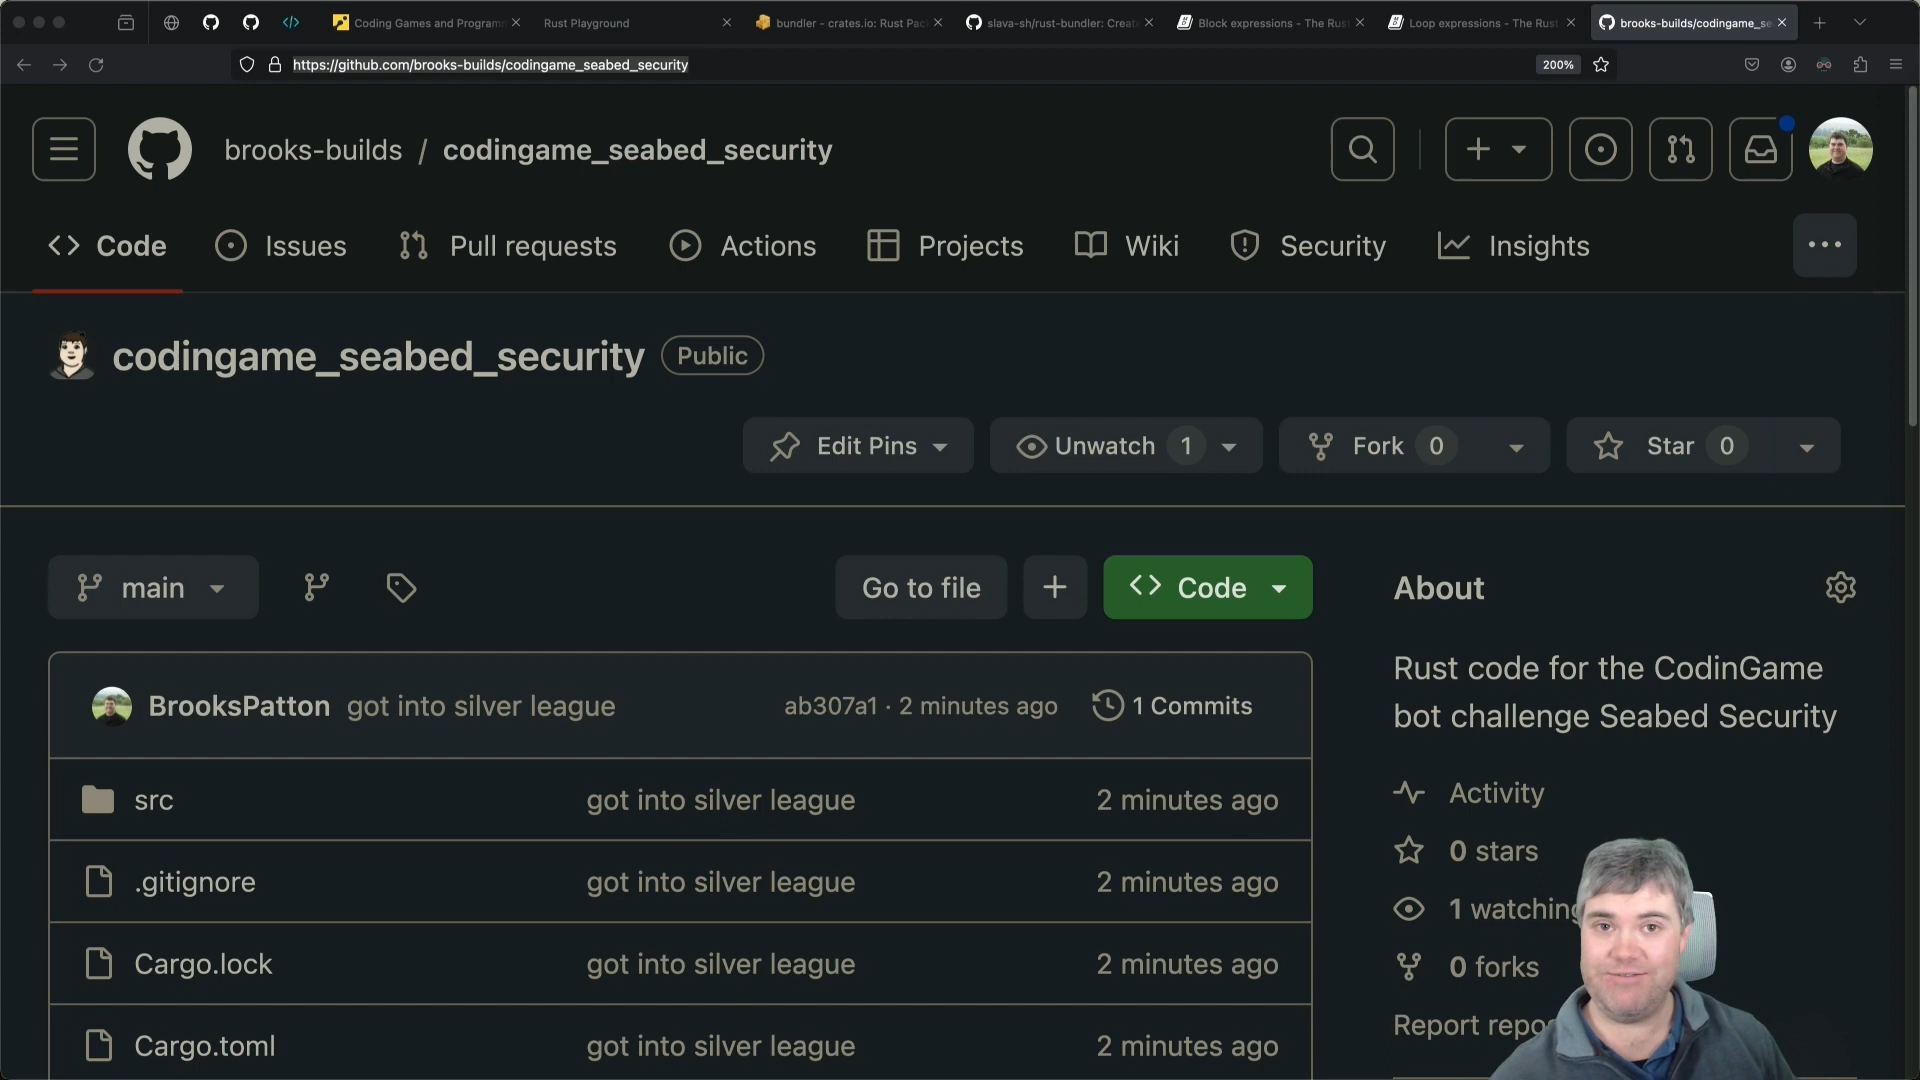 Coding Games and Program
Rust Playground
bundler – crates.io: Rust Pac
slava-sh/rust-bundler: Creat
Block expressions - The Rus
Loop expressions - The Rust
brooks-builds/codingame_se
https://github.com/brooks-builds/codingame_seabed_security
200%
brooks-builds / codingame_seabed_security
Code
Issues
Pull requests
Actions
Projects
Wiki
Security
Insights
codingame_seabed_security
Public
Edit Pins
Unwatch 1
Fork 0
Star 0
main
Go to file
Code
About
Rust code for the CodinGame
bot challenge Seabed Security
BrooksPatton got into silver league
ab307a1 · 2 minutes ago
1 Commits
src got into silver league 2 minutes ago
.gitignore got into silver league 2 minutes ago
Cargo.lock got into silver league 2 minutes ago
Cargo.toml got into silver league 2 minutes ago
Activity
0 stars
1 watching
0 forks
Report repo